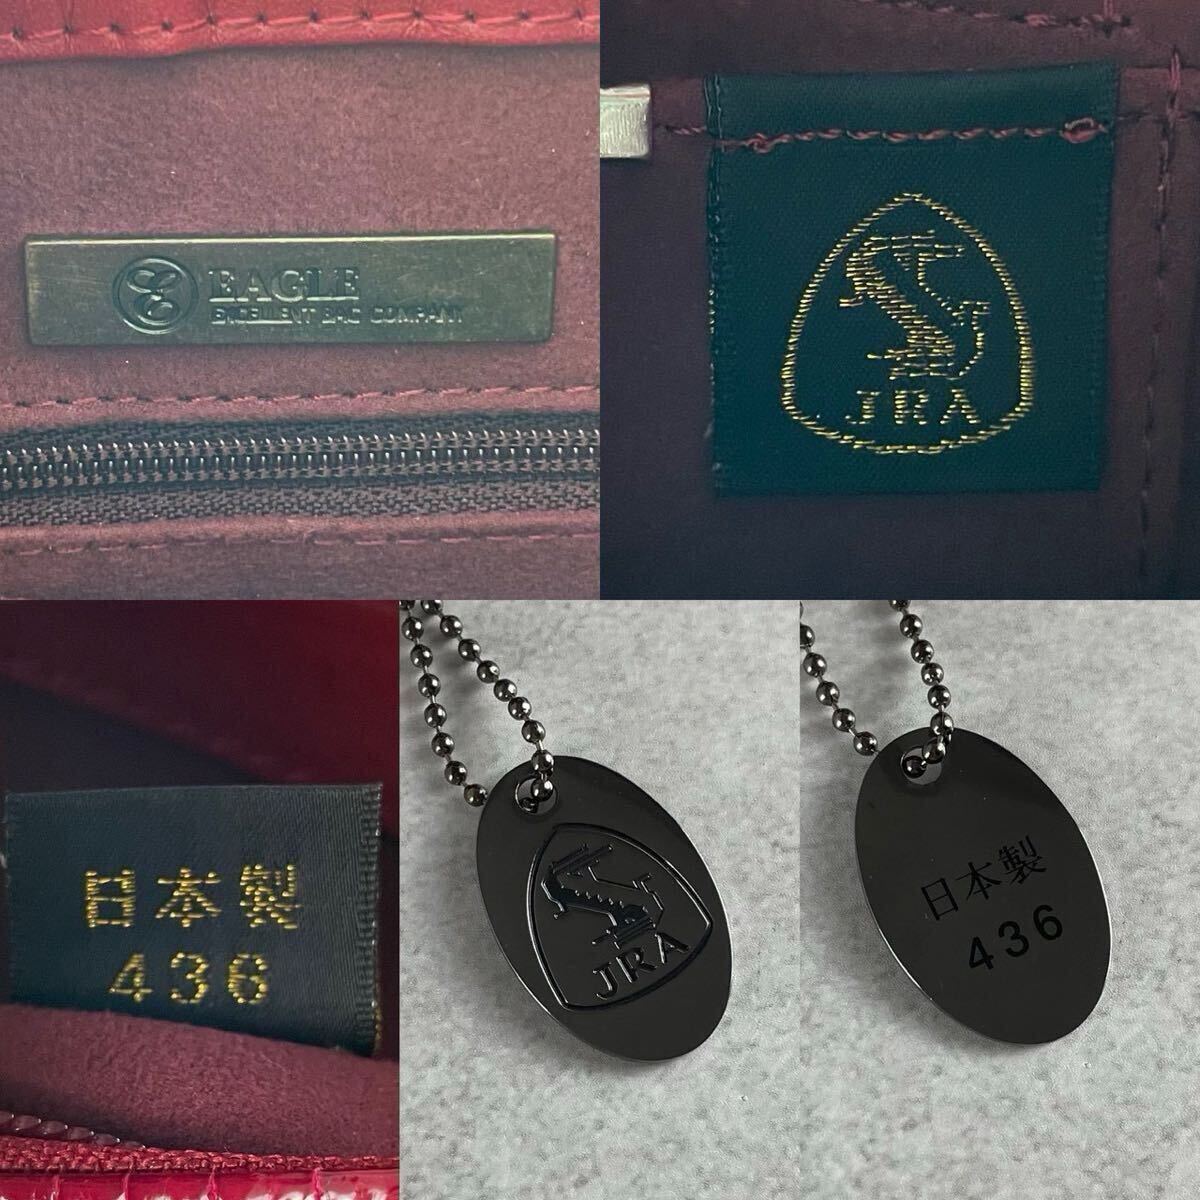 EAGLE
EXCELLENT BAG COMPANY
JRA
日本製
436
JRA
日本製
436